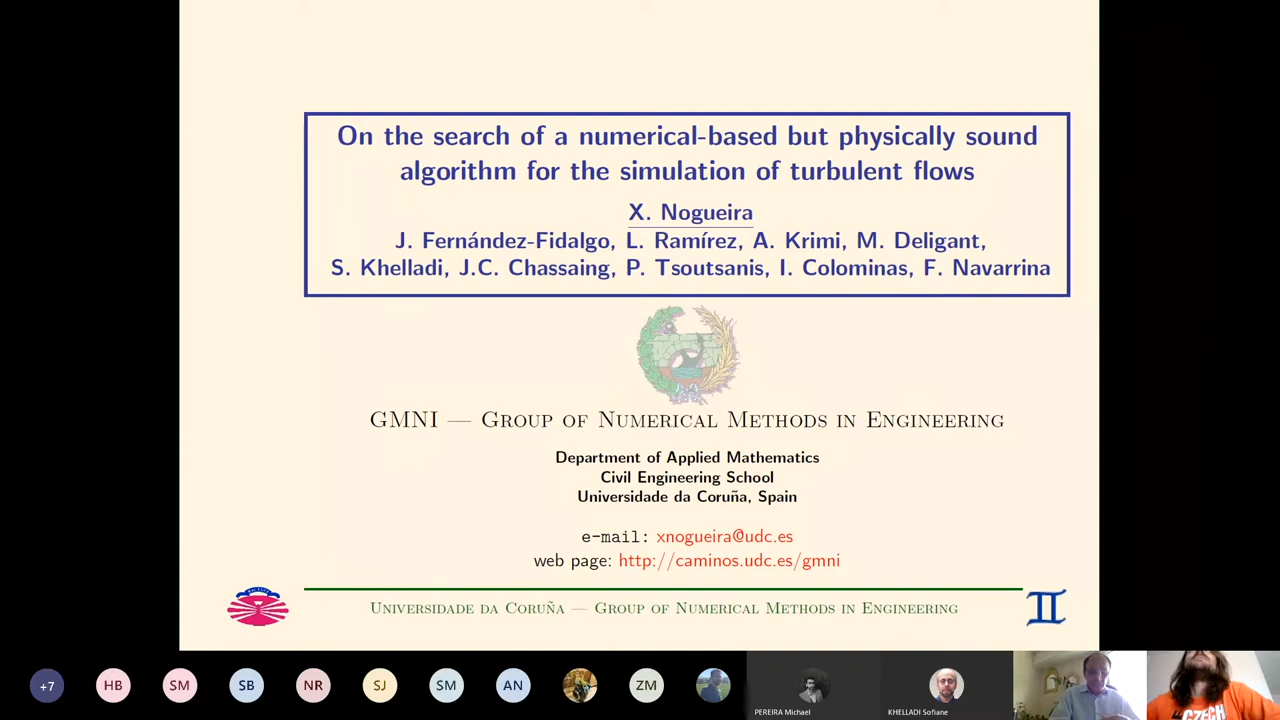 On the search of a numerical-based but physically sound
algorithm for the simulation of turbulent flows
X. Nogueira
J. Fernández-Fidalgo, L. Ramírez, A. Krimi, M. Deligant,
S. Khelladi, J.C. Chassaing, P. Tsoutsanis, I. Colominas, F. Navarrina
GMNI — Group of Numerical Methods in Engineering
Department of Applied Mathematics
Civil Engineering School
Universidade da Coruña, Spain
e-mail: xnogueira@udc.es
web page: http://caminos.udc.es/gmni
Universidade da Coruña — Group of Numerical Methods in Engineering
+7 HB SM SB NR SJ SM AN ZM
PEREIRA Michael KHELLADI Sofiane
CZECH